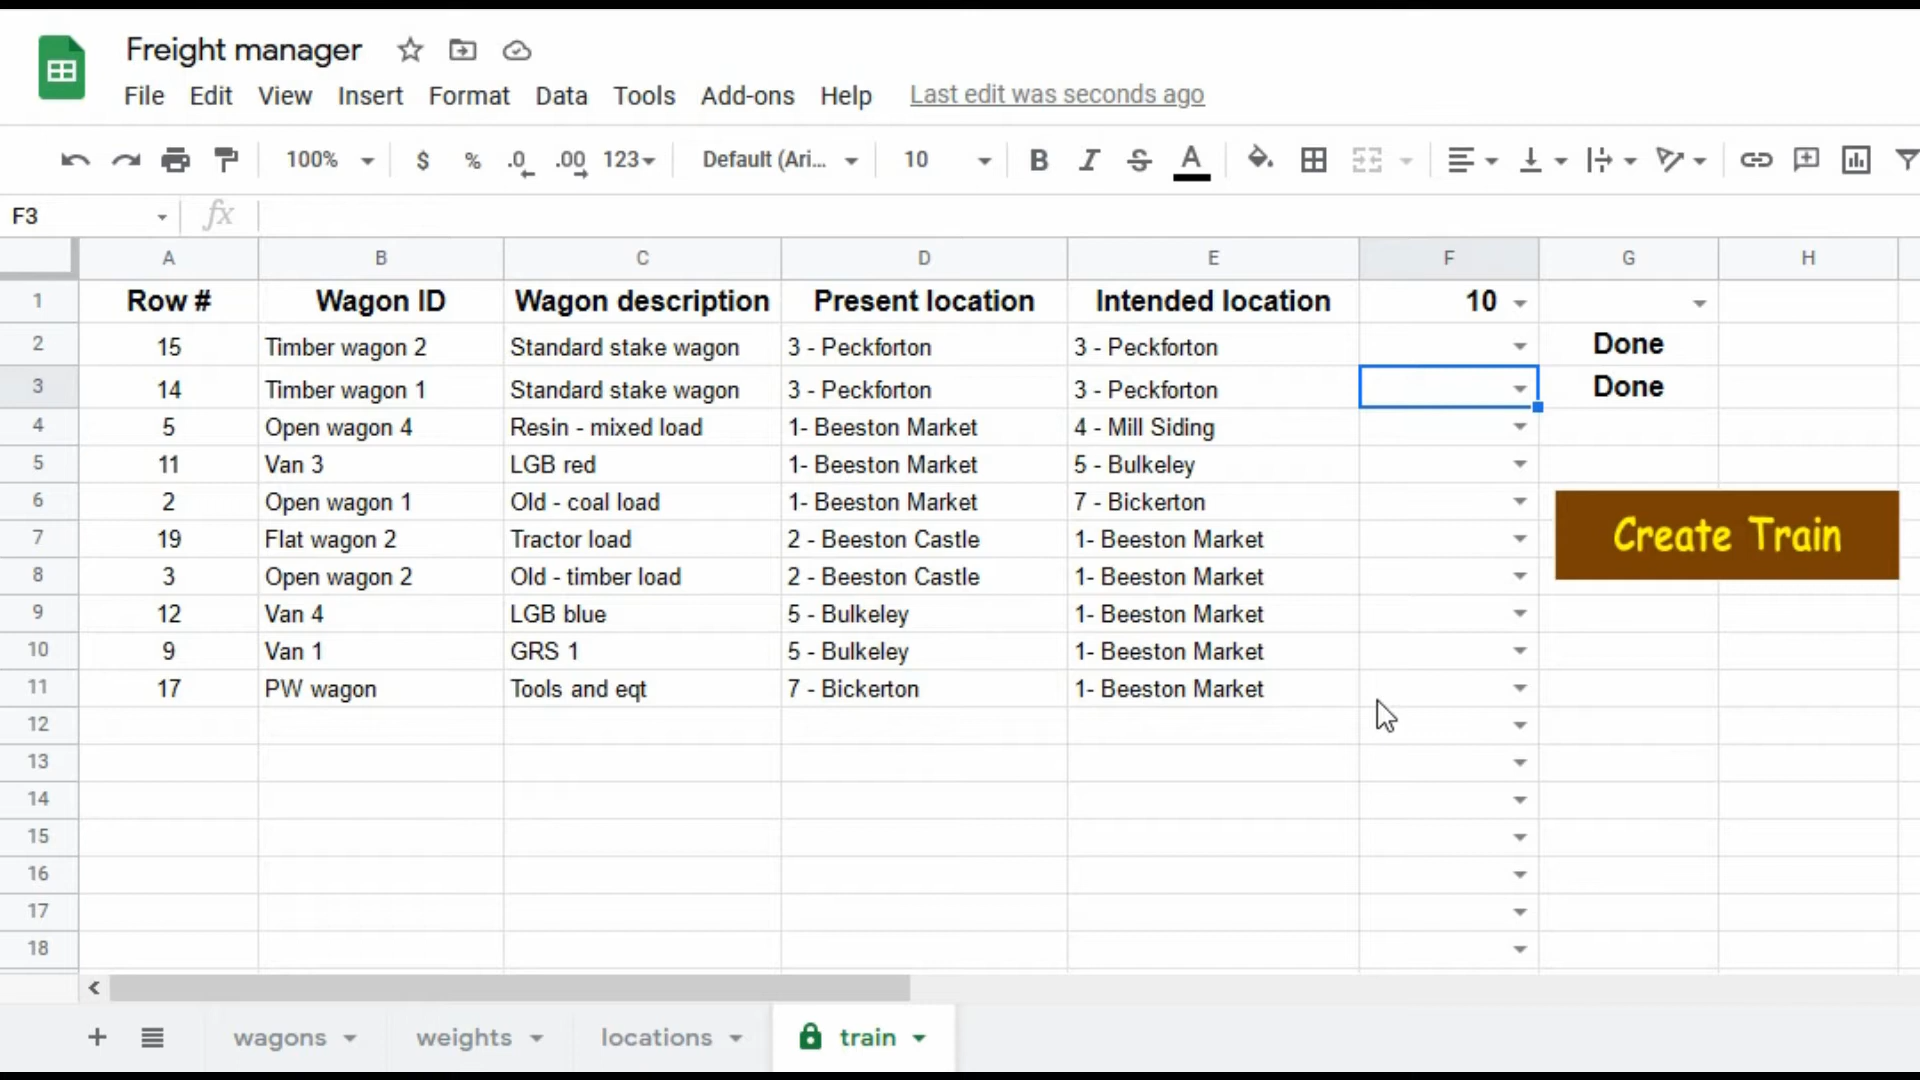 Freight manager
File Edit View Insert Format Data Tools Add-ons Help Last edit was seconds ago
100% $ % .0 .00 123 Default (Ari... 10 B I S A
F3 fx
A B C D E F G H
1 Row # Wagon ID Wagon description Present location Intended location 10
2 15 Timber wagon 2 Standard stake wagon 3 - Peckforton 3 - Peckforton Done
3 14 Timber wagon 1 Standard stake wagon 3 - Peckforton 3 - Peckforton Done
4 5 Open wagon 4 Resin - mixed load 1- Beeston Market 4 - Mill Siding
5 11 Van 3 LGB red 1- Beeston Market 5 - Bulkeley
6 2 Open wagon 1 Old - coal load 1- Beeston Market 7 - Bickerton
7 19 Flat wagon 2 Tractor load 2 - Beeston Castle 1- Beeston Market Create Train
8 3 Open wagon 2 Old - timber load 2 - Beeston Castle 1- Beeston Market
9 12 Van 4 LGB blue 5 - Bulkeley 1- Beeston Market
10 9 Van 1 GRS 1 5 - Bulkeley 1- Beeston Market
11 17 PW wagon Tools and eqt 7 - Bickerton 1- Beeston Market
12
13
14
15
16
17
18
wagons weights locations train